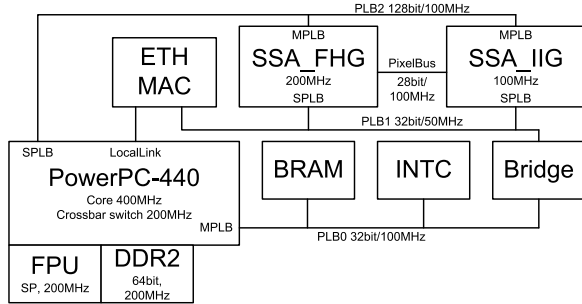 PLB2 128bit/100MHz
ETH
MAC
MPLB
SSA_FHG
200MHz
SPLB
PixelBus
28bit/
100MHz
MPLB
SSA_IIG
100MHz
SPLB
PLB1 32bit/50MHz
SPLB
LocalLink
PowerPC-440
Core 400MHz
Crossbar switch 200MHz
MPLB
BRAM
INTC
Bridge
PLB0 32bit/100MHz
FPU
SP, 200MHz
DDR2
64bit,
200MHz